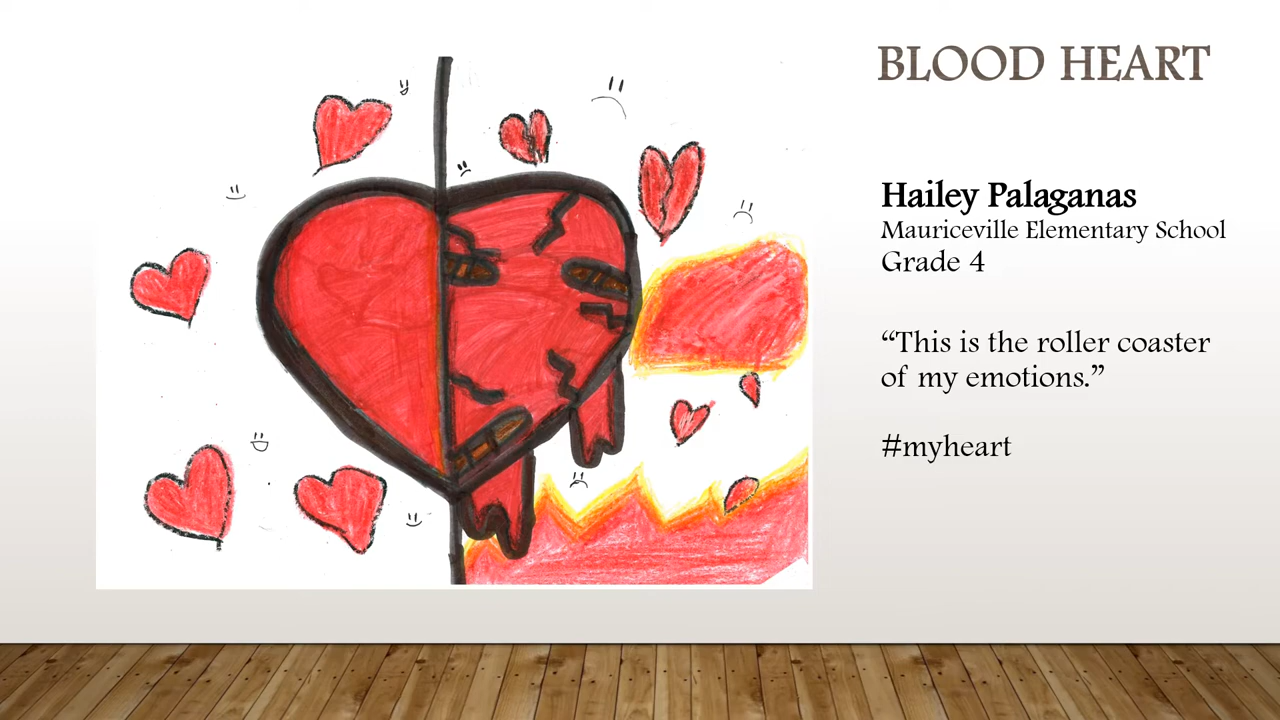 BLOOD HEART
Hailey Palaganas
Mauriceville Elementary School
Grade 4
“This is the roller coaster
of my emotions.”
#myheart